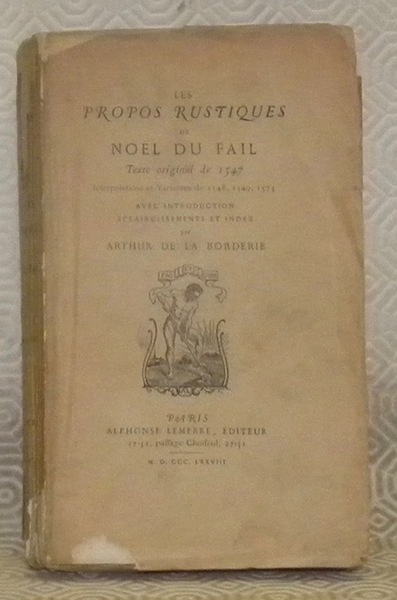 LES
PROPOS RUSTIQUES
DE
NOEL DU FAIL
Texte original de 1547
Interpolations et Variantes de 1548, 1549, 1573
AVEC INTRODUCTION
ÉCLAIRCISSEMENTS ET INDEX
par
ARTHUR DE LA BORDERIE
PARIS
ALPHONSE LEMERRE, ÉDITEUR
27-31, passage Choiseul, 27-31
M. D. CCC. LXXVIII